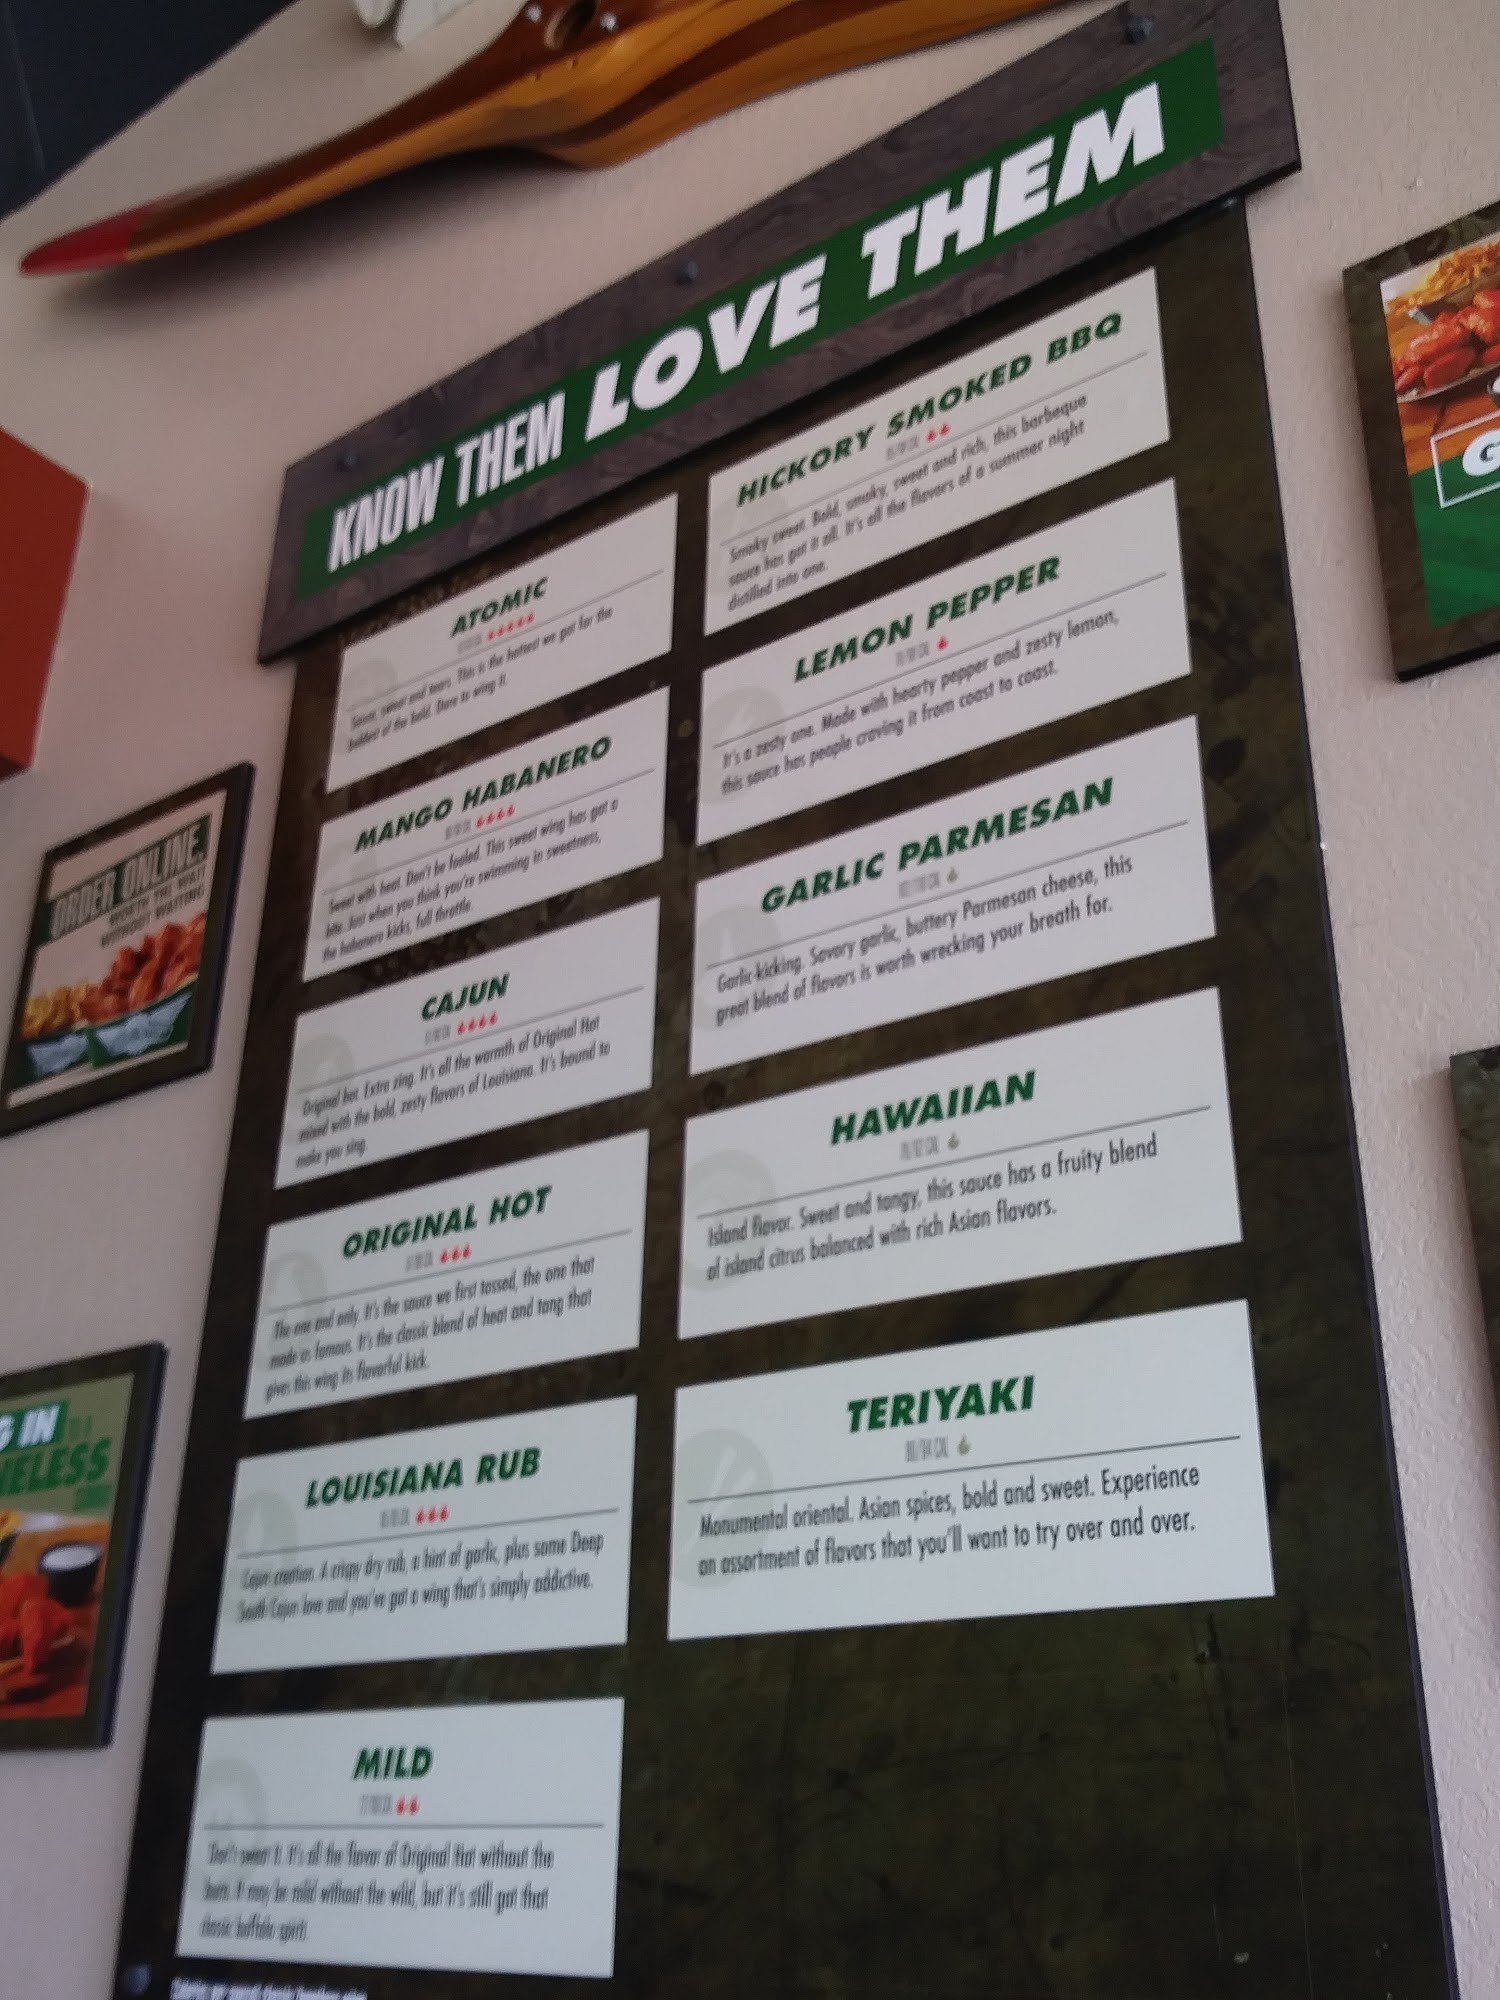 KNOW THEM LOVE THEM
ATOMIC
Sauce, sweat and tears. This is the hottest we got for the
boldest of the bold. Dare to wing it.
MANGO HABANERO
Sweet with heat. Don't be fooled. This sweet wing has got a
bite. Just when you think you're swimming in sweetness,
the habanero kicks, full throttle.
CAJUN
Original hot. Extra zing. It's all the warmth of Original Hot
mixed with the bold, zesty flavors of Louisiana. It's bound to
make you sing.
ORIGINAL HOT
The one and only. It's the sauce we first tossed, the one that
made us famous. It's the classic blend of heat and tang that
gives this wing its flavorful kick.
LOUISIANA RUB
Cajun creation. A crispy dry rub, a hint of garlic, plus some Deep
South Cajun love and you've got a wing that's simply addictive.
MILD
Don't sweat it. It's all the flavor of Original Hot without the
burn. It may be mild without the wild, but it's still got that
classic buffalo spirit.
HICKORY SMOKED BBQ
Smoky sweet. Bold, smoky, sweet and rich, this barbeque
sauce has got it all. It's all the flavors of a summer night
distilled into one.
LEMON PEPPER
It's a zesty one. Made with hearty pepper and zesty lemon,
this sauce has people craving it from coast to coast.
GARLIC PARMESAN
Garlic-kicking. Savory garlic, buttery Parmesan cheese, this
great blend of flavors is worth wrecking your breath for.
HAWAIIAN
Island flavor. Sweet and tangy, this sauce has a fruity blend
of island citrus balanced with rich Asian flavors.
TERIYAKI
Monumental oriental. Asian spices, bold and sweet. Experience
an assortment of flavors that you'll want to try over and over.
ORDER ONLINE.
WORTH THE WAIT
WITHOUT WAITING
G IN
NELESS
G